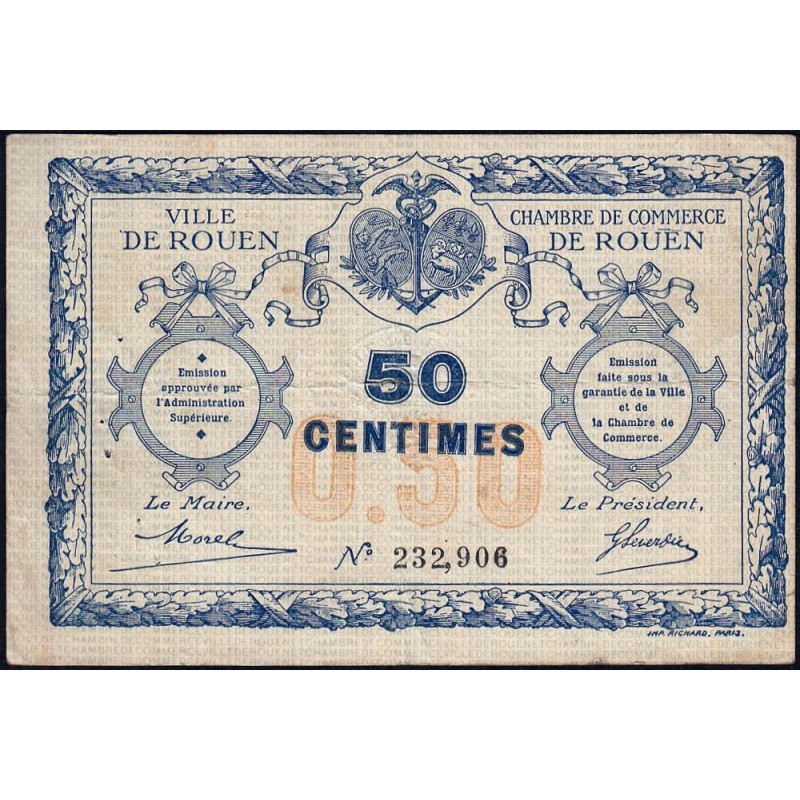 VILLE
DE ROUEN
CHAMBRE DE COMMERCE
DE ROUEN
Emission
approuvée par
l'Administration
Supérieure.
50
CENTIMES
0.50
Emission
faite sous la
garantie de la Ville
et de
la Chambre de
Commerce.
Le Maire,
Morel
Le Président,
N° 232,906
IMP. RICHARD, PARIS.